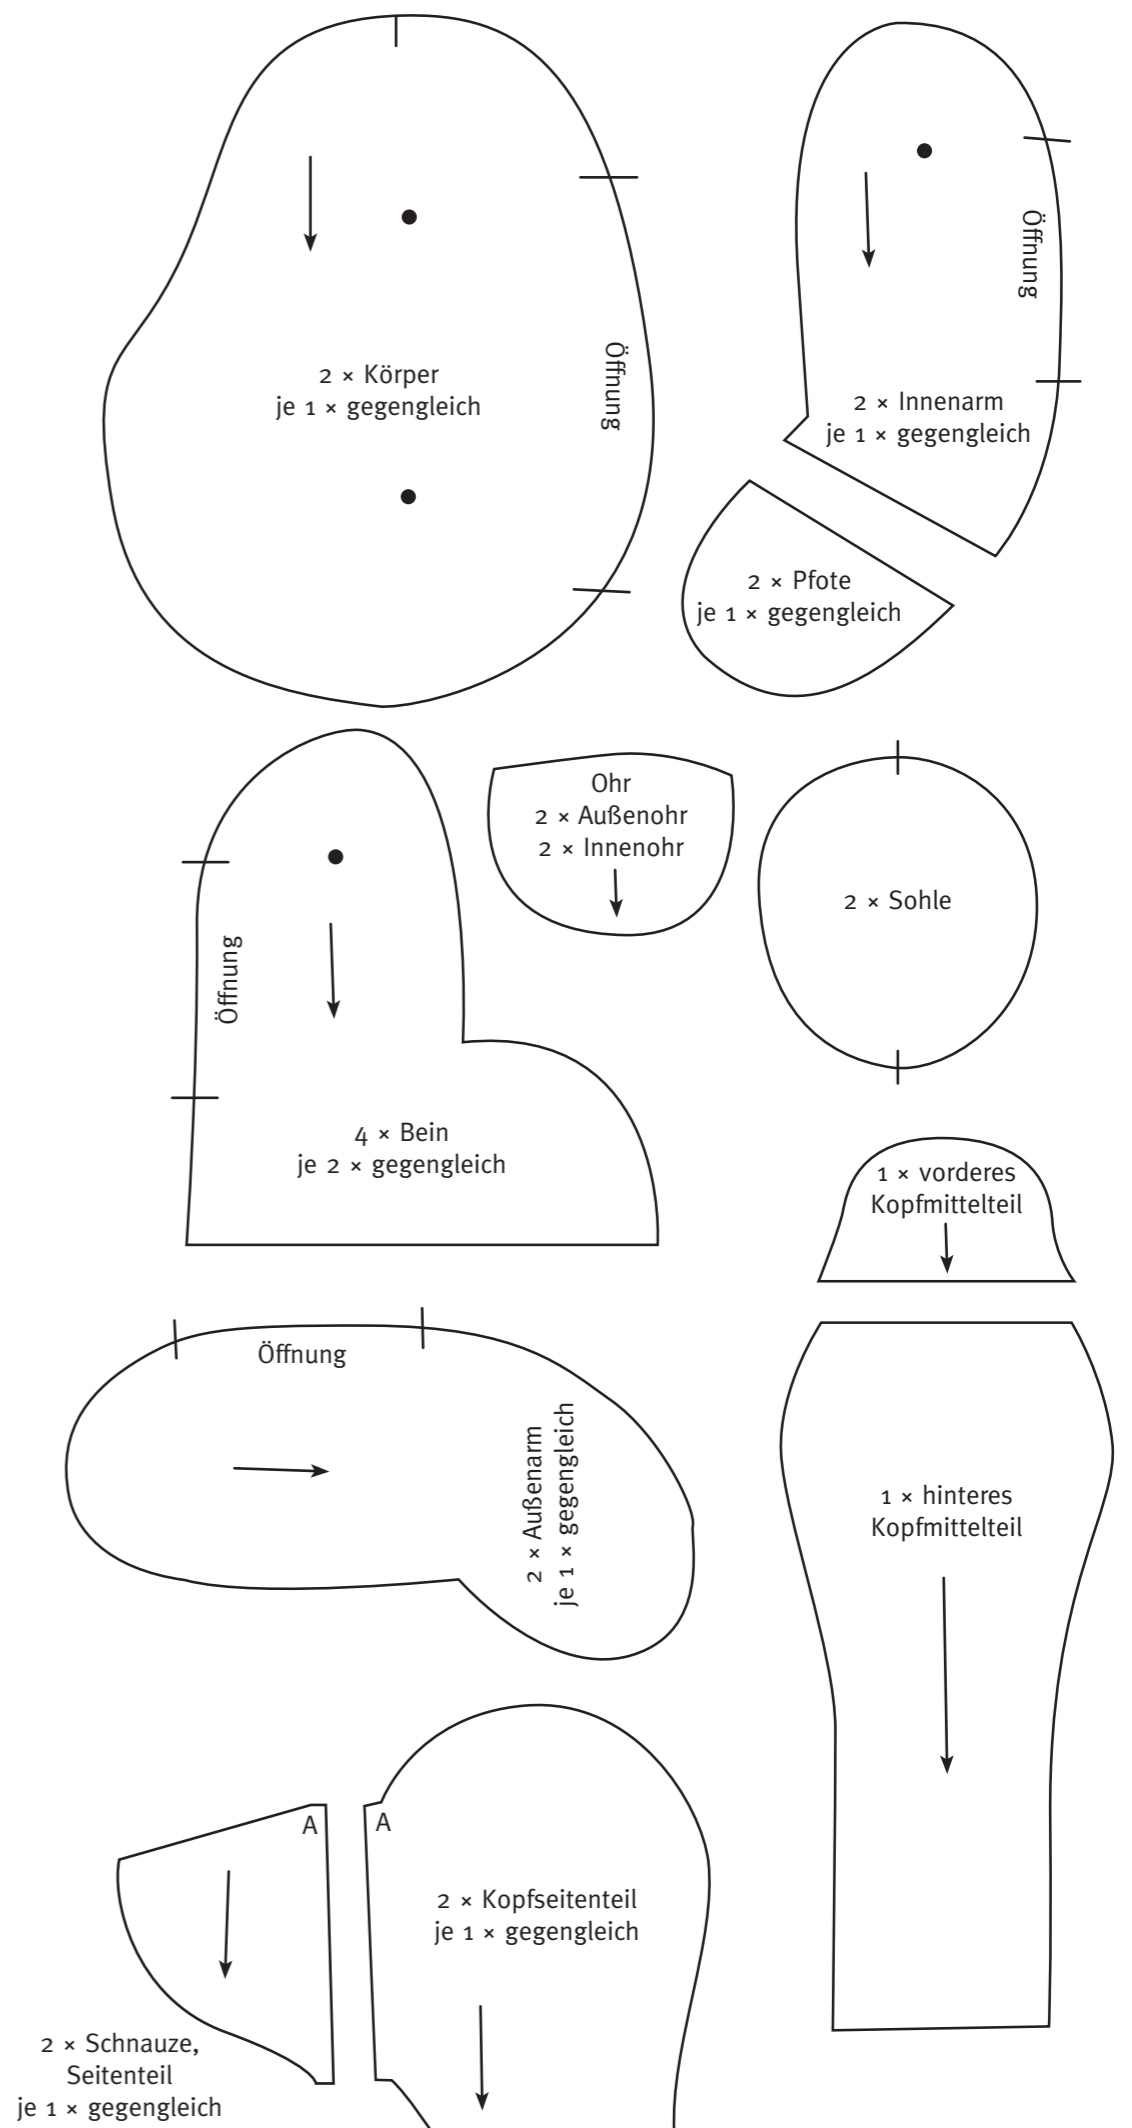 Öffnung
2 × Körper
je 1 × gegengleich
Öffnung
2 × Innenarm
je 1 × gegengleich
2 × Pfote
je 1 × gegengleich
Ohr
2 × Außenohr
2 × Innenohr
2 × Sohle
Öffnung
4 × Bein
je 2 × gegengleich
1 × vorderes
Kopfmittelteil
Öffnung
2 × Außenarm
je 1 × gegengleich
1 × hinteres
Kopfmittelteil
A
A
2 × Kopfseitenteil
je 1 × gegengleich
2 × Schnauze,
Seitenteil
je 1 × gegengleich